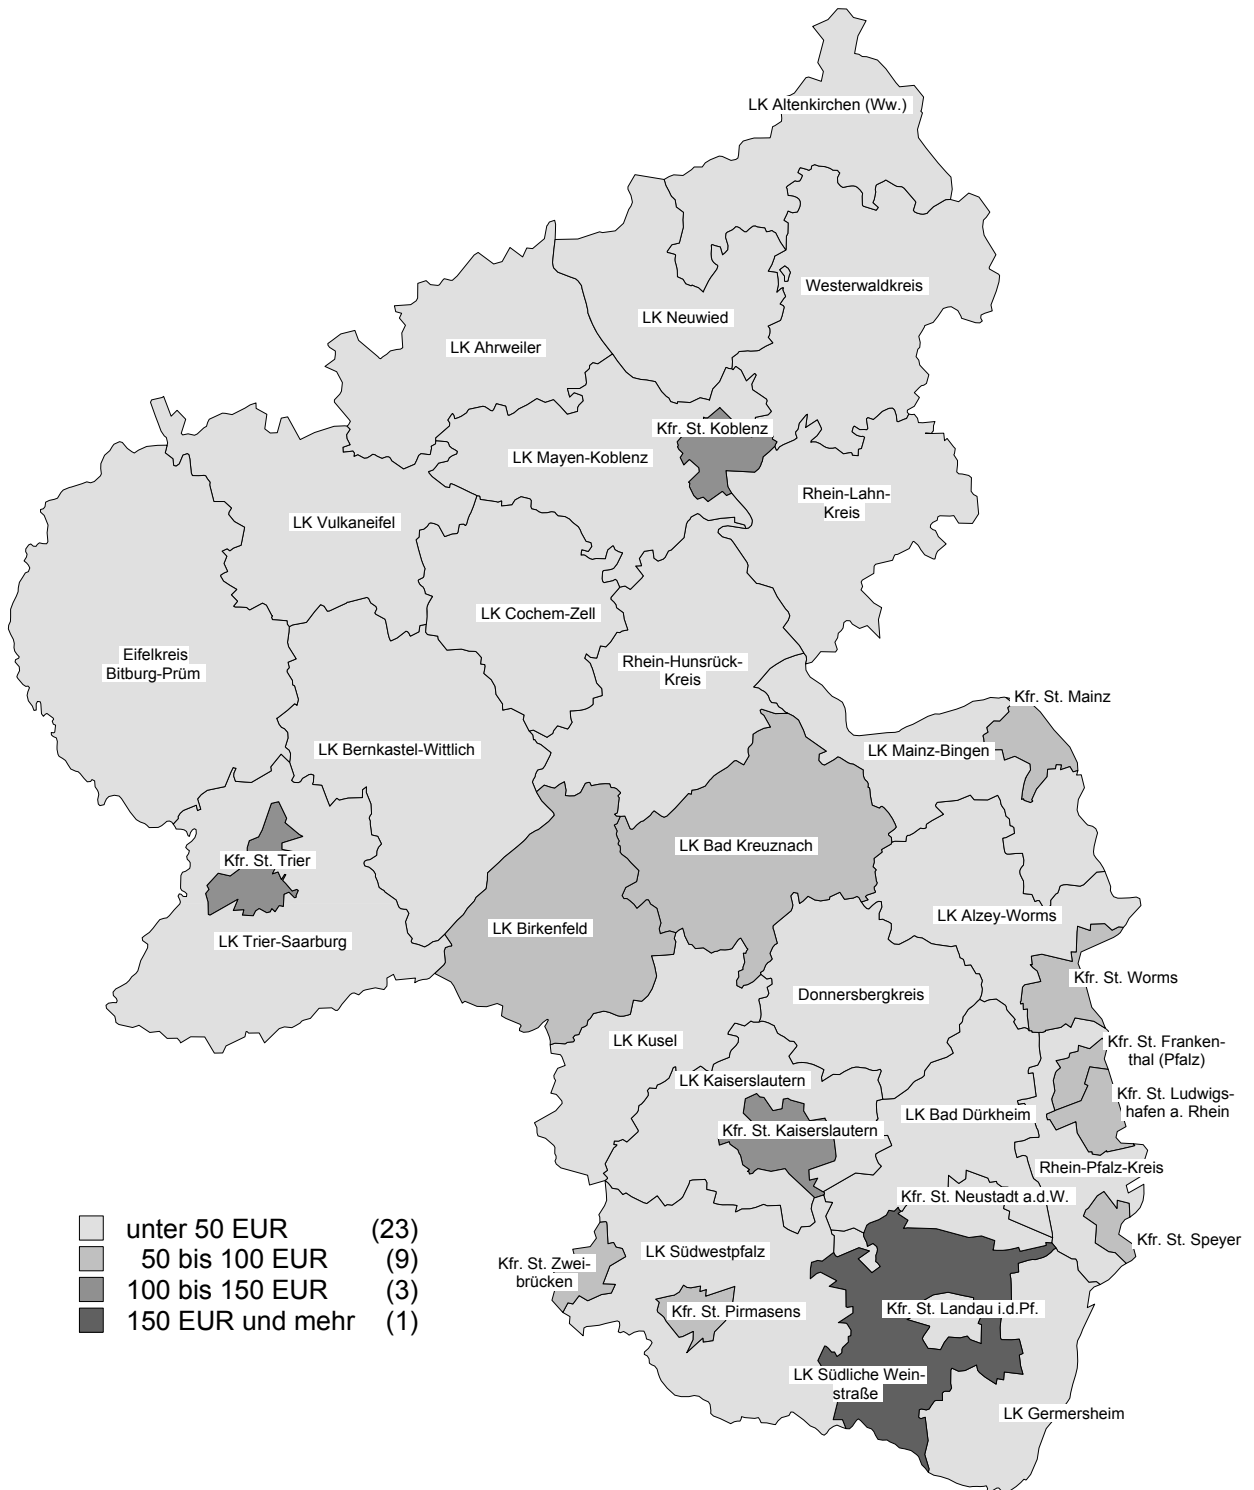 LK Altenkirchen (Ww.)
Westerwaldkreis
LK Neuwied
LK Ahrweiler
Kfr. St. Koblenz
LK Mayen-Koblenz
Rhein-Lahn-
Kreis
LK Vulkaneifel
LK Cochem-Zell
Eifelkreis
Bitburg-Prüm
Rhein-Hunsrück-
Kreis
Kfr. St. Mainz
LK Mainz-Bingen
LK Bernkastel-Wittlich
LK Bad Kreuznach
Kfr. St. Trier
LK Alzey-Worms
LK Birkenfeld
LK Trier-Saarburg
Kfr. St. Worms
Donnersbergkreis
LK Kusel
Kfr. St. Franken-
thal (Pfalz)
LK Kaiserslautern
Kfr. St. Ludwigs-
hafen a. Rhein
LK Bad Dürkheim
Kfr. St. Kaiserslautern
Rhein-Pfalz-Kreis
Kfr. St. Neustadt a.d.W.
Kfr. St. Speyer
LK Südwestpfalz
Kfr. St. Zwei-
brücken
Kfr. St. Pirmasens
Kfr. St. Landau i.d.Pf.
LK Südliche Wein-
straße
LK Germersheim
unter 50 EUR (23)
50 bis 100 EUR (9)
100 bis 150 EUR (3)
150 EUR und mehr (1)